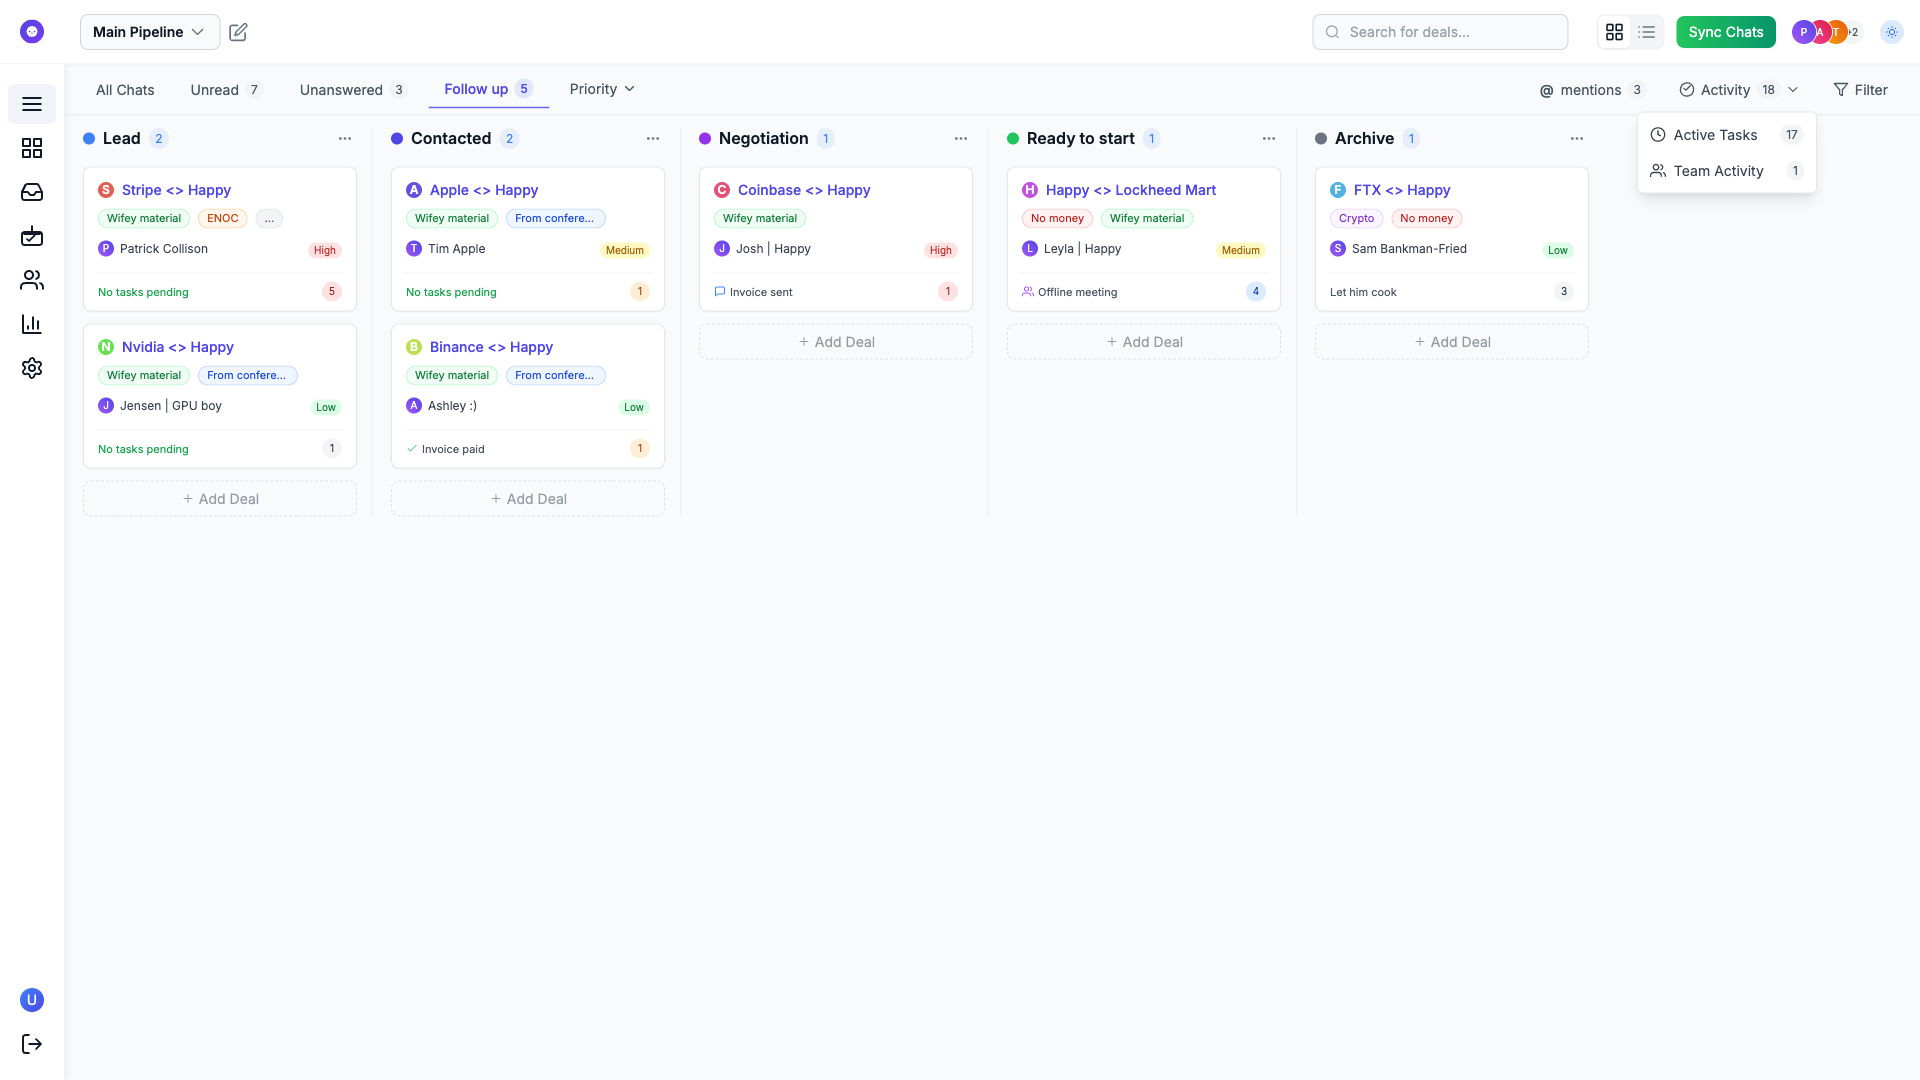 Main Pipeline
Search for deals...
Sync Chats
P A T +2
All Chats
Unread 7
Unanswered 3
Follow up 5
Priority
@ mentions 3
Activity 18
Filter
Active Tasks 17
Team Activity 1
Lead 2 ...
S Stripe <> Happy
Wifey material ENOC ...
P Patrick Collison High
No tasks pending 5
N Nvidia <> Happy
Wifey material From confere...
J Jensen | GPU boy Low
No tasks pending 1
+ Add Deal
Contacted 2 ...
A Apple <> Happy
Wifey material From confere...
T Tim Apple Medium
No tasks pending 1
B Binance <> Happy
Wifey material From confere...
A Ashley :) Low
Invoice paid 1
+ Add Deal
Negotiation 1 ...
C Coinbase <> Happy
Wifey material
J Josh | Happy High
Invoice sent 1
+ Add Deal
Ready to start 1 ...
H Happy <> Lockheed Mart
No money Wifey material
L Leyla | Happy Medium
Offline meeting 4
+ Add Deal
Archive 1 ...
F FTX <> Happy
Crypto No money
S Sam Bankman-Fried Low
Let him cook 3
+ Add Deal
U